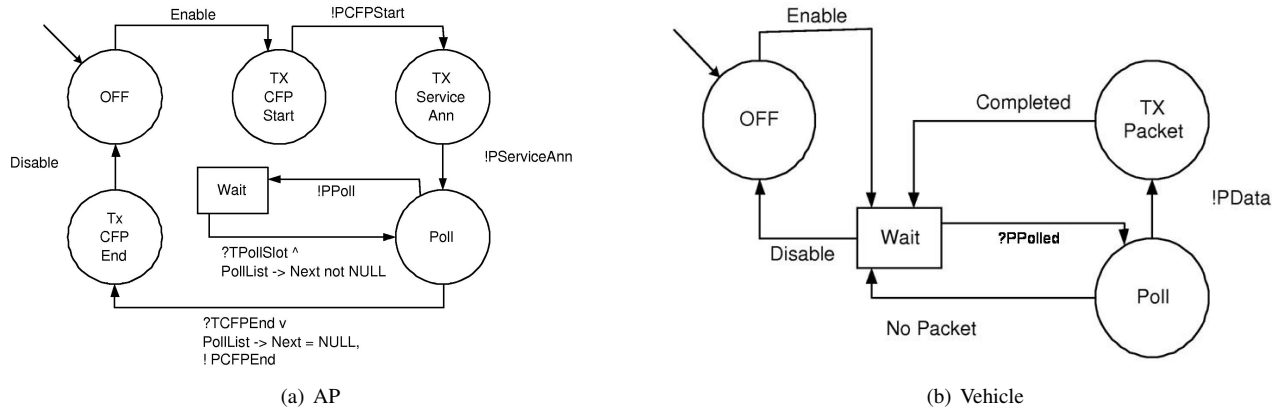 Enable
!PCFPStart
OFF
TX
CFP
Start
TX
Service
Ann
Disable
!PServiceAnn
Wait
!PPoll
Tx
CFP
End
Poll
?TPollSlot ^
PollList -> Next not NULL
?TCFPEnd v
PollList -> Next = NULL,
! PCFPEnd
(a) AP
Enable
OFF
Completed
TX
Packet
!PData
Wait
?PPolled
Disable
Poll
No Packet
(b) Vehicle